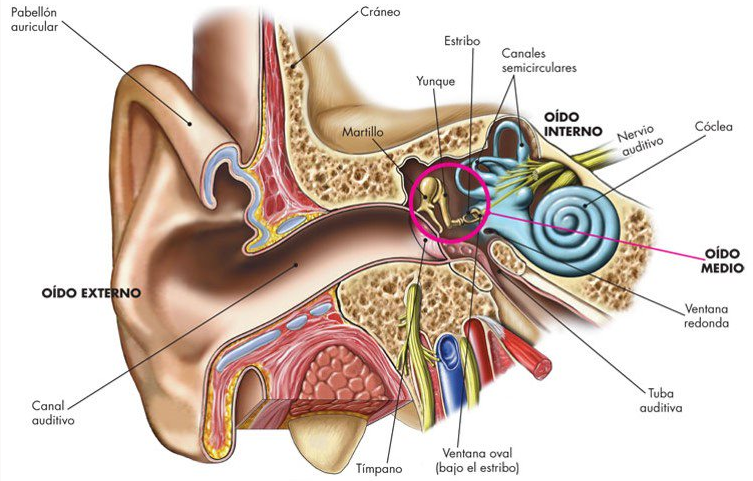 Pabellón
auricular
Cráneo
Estribo
Canales
semicirculares
Yunque
Martillo
OÍDO
INTERNO
Nervio
auditivo
Cóclea
OÍDO EXTERNO
OÍDO
MEDIO
Ventana
redonda
Canal
auditivo
Tuba
auditiva
Tímpano
Ventana oval
(bajo el estribo)